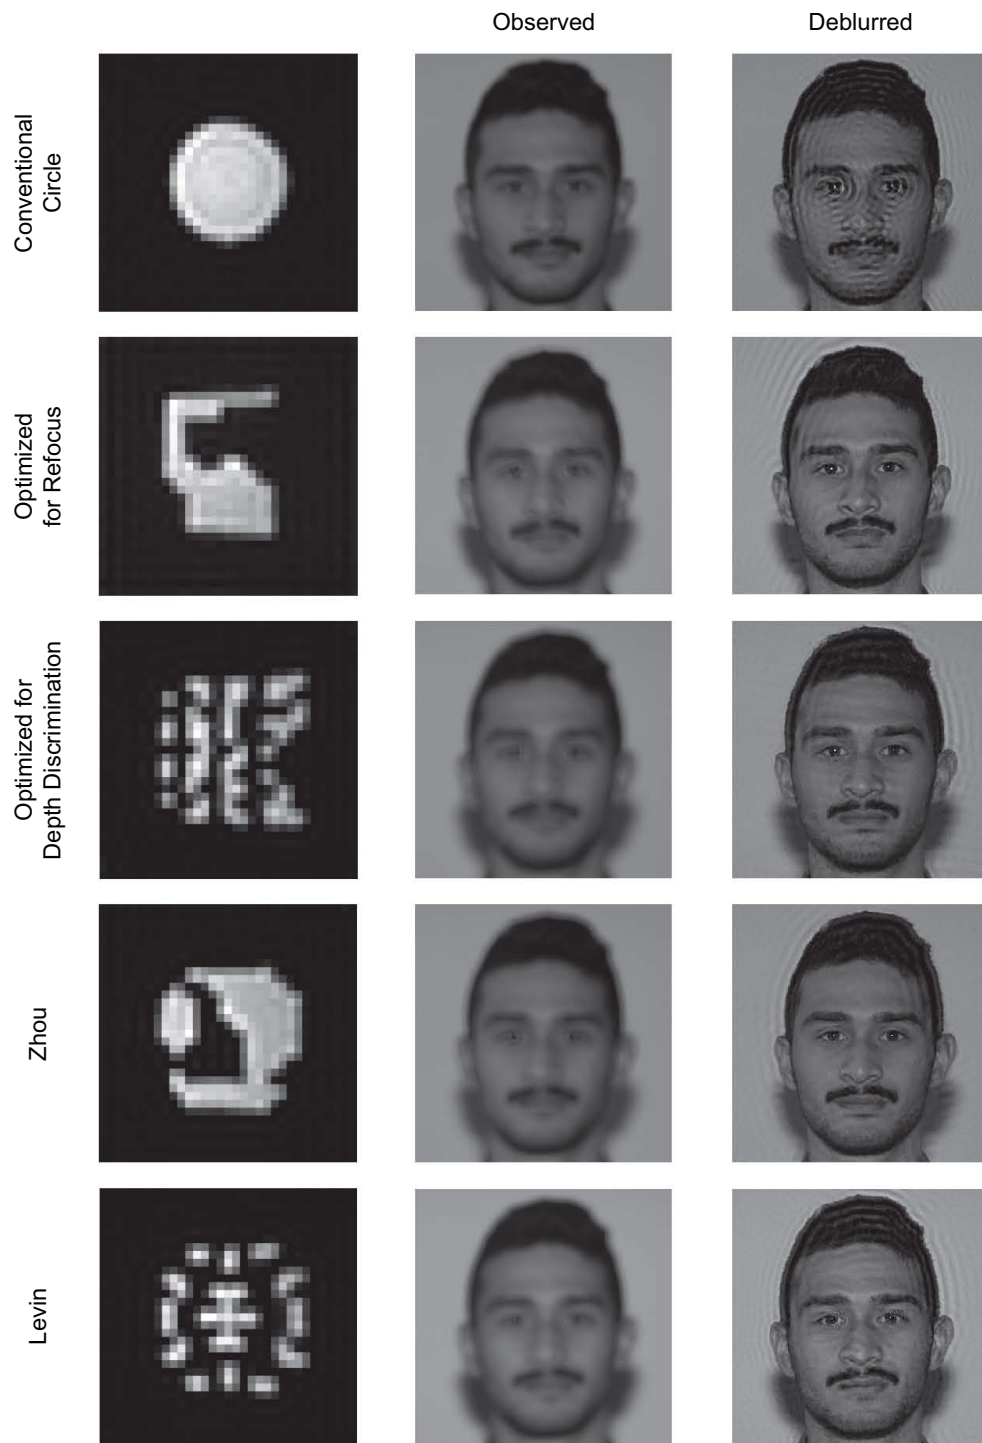 Observed
Deblurred
Conventional
Circle
Optimized
for Refocus
Optimized for
Depth Discrimination
Zhou
Levin